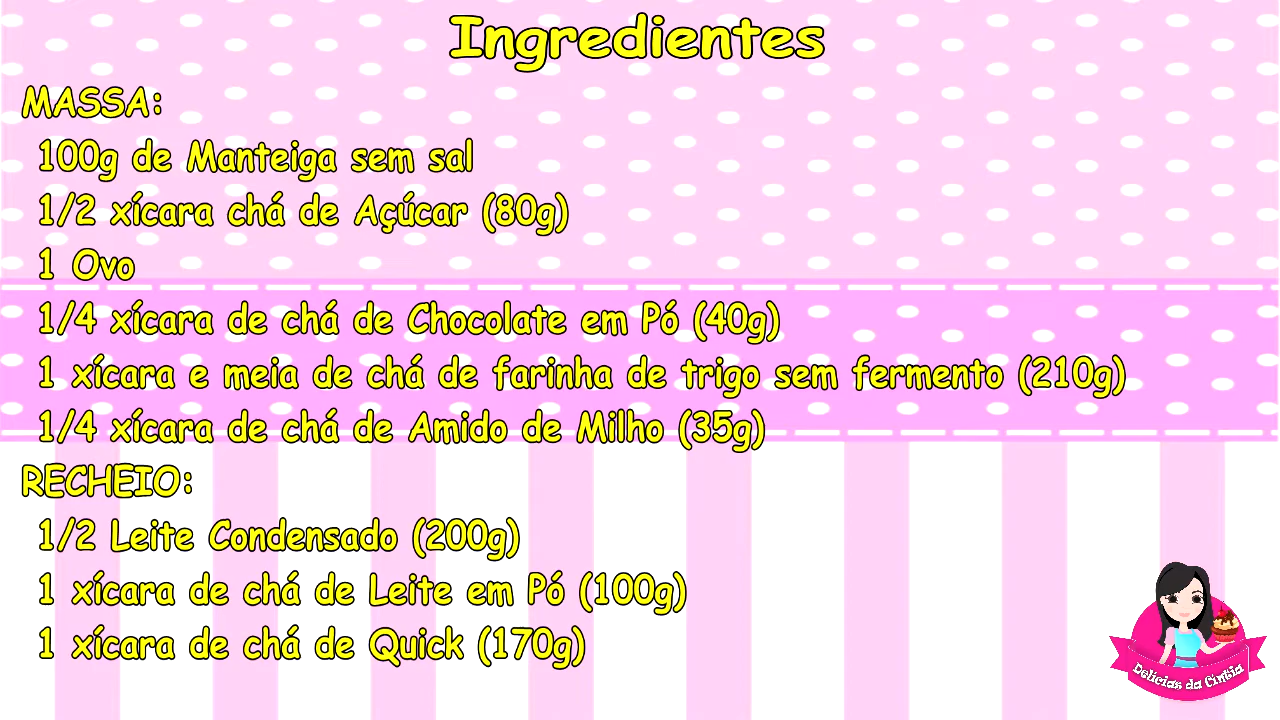 Ingredientes
MASSA:
100g de Manteiga sem sal
1/2 xícara chá de Açúcar (80g)
1 Ovo
1/4 xícara de chá de Chocolate em Pó (40g)
1 xícara e meia de chá de farinha de trigo sem fermento (210g)
1/4 xícara de chá de Amido de Milho (35g)
RECHEIO:
1/2 Leite Condensado (200g)
1 xícara de chá de Leite em Pó (100g)
1 xícara de chá de Quick (170g)
Delícias da Cíntia